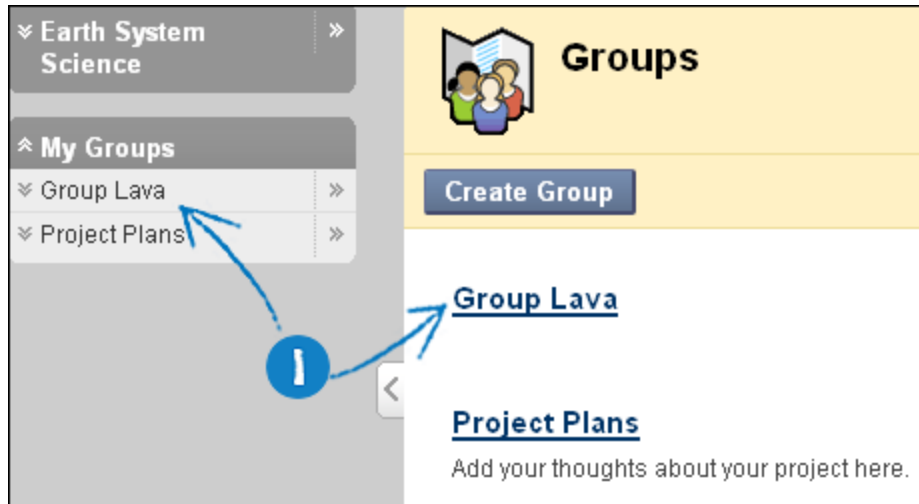 Earth System
Science
My Groups
Group Lava
Project Plans
1
Groups
Create Group
Group Lava
Project Plans
Add your thoughts about your project here.